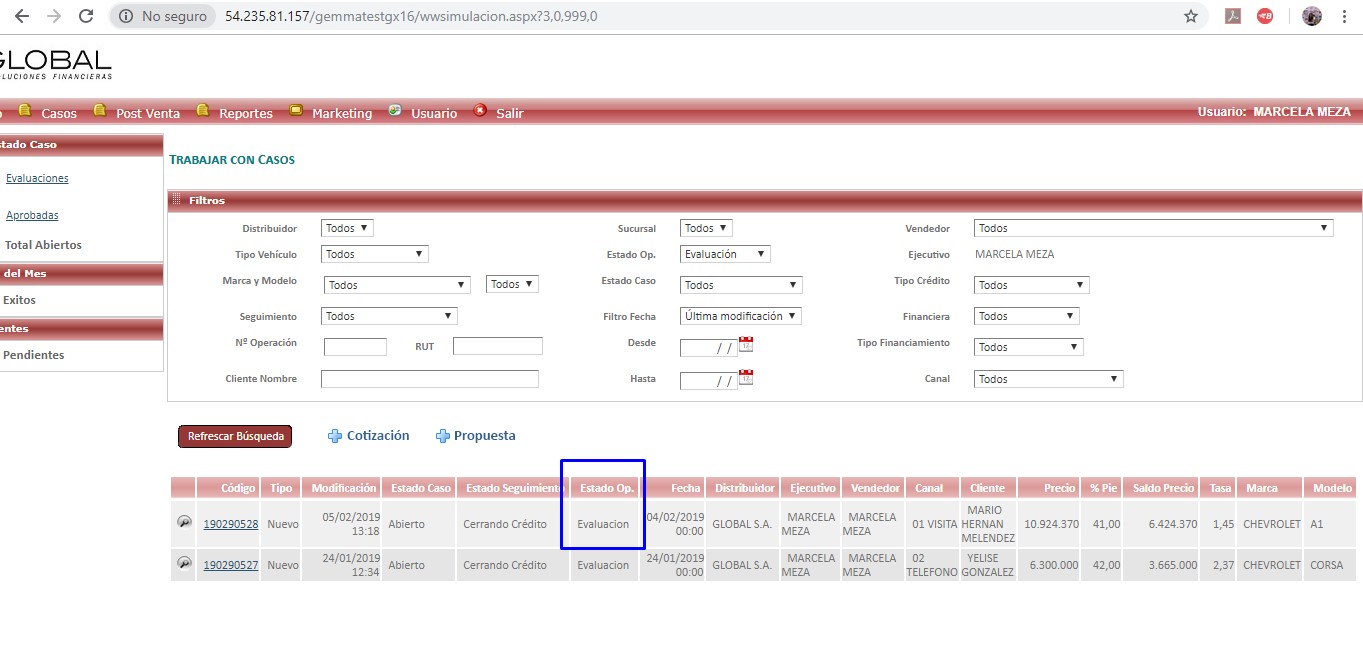 No seguro
54.235.81.157/gemmatestgx16/wwsimulacion.aspx?3,0,999,0
GLOBAL
LUCIONES FINANCIERAS
Casos Post Venta Reportes Marketing Usuario Salir
Usuario: MARCELA MEZA
stado Caso
Evaluaciones
Aprobadas
Total Abiertos
del Mes
Exitos
entes
Pendientes
TRABAJAR CON CASOS
Filtros
Distribuidor Todos Sucursal Todos Vendedor Todos
Tipo Vehículo Todos Estado Op. Evaluación Ejecutivo MARCELA MEZA
Marca y Modelo Todos Todos Estado Caso Todos Tipo Crédito Todos
Seguimiento Todos Filtro Fecha Última modificación Financiera Todos
Nº Operación RUT Desde / / Tipo Financiamiento Todos
Cliente Nombre Hasta / / Canal Todos
Refrescar Búsqueda Cotización Propuesta
Código Tipo Modificación Estado Caso Estado Seguimiento Estado Op. Fecha Distribuidor Ejecutivo Vendedor Canal Cliente Precio % Pie Saldo Precio Tasa Marca Modelo
190290528 Nuevo 05/02/2019 13:18 Abierto Cerrando Crédito Evaluacion 04/02/2019 00:00 GLOBAL S.A. MARCELA MEZA MARCELA MEZA 01 VISITA MARIO HERNAN MELENDEZ 10.924.370 41,00 6.424.370 1,45 CHEVROLET A1
190290527 Nuevo 24/01/2019 12:34 Abierto Cerrando Crédito Evaluacion 24/01/2019 00:00 GLOBAL S.A. MARCELA MEZA MARCELA MEZA 02 TELEFONO YELISE GONZALEZ 6.300.000 42,00 3.665.000 2,37 CHEVROLET CORSA